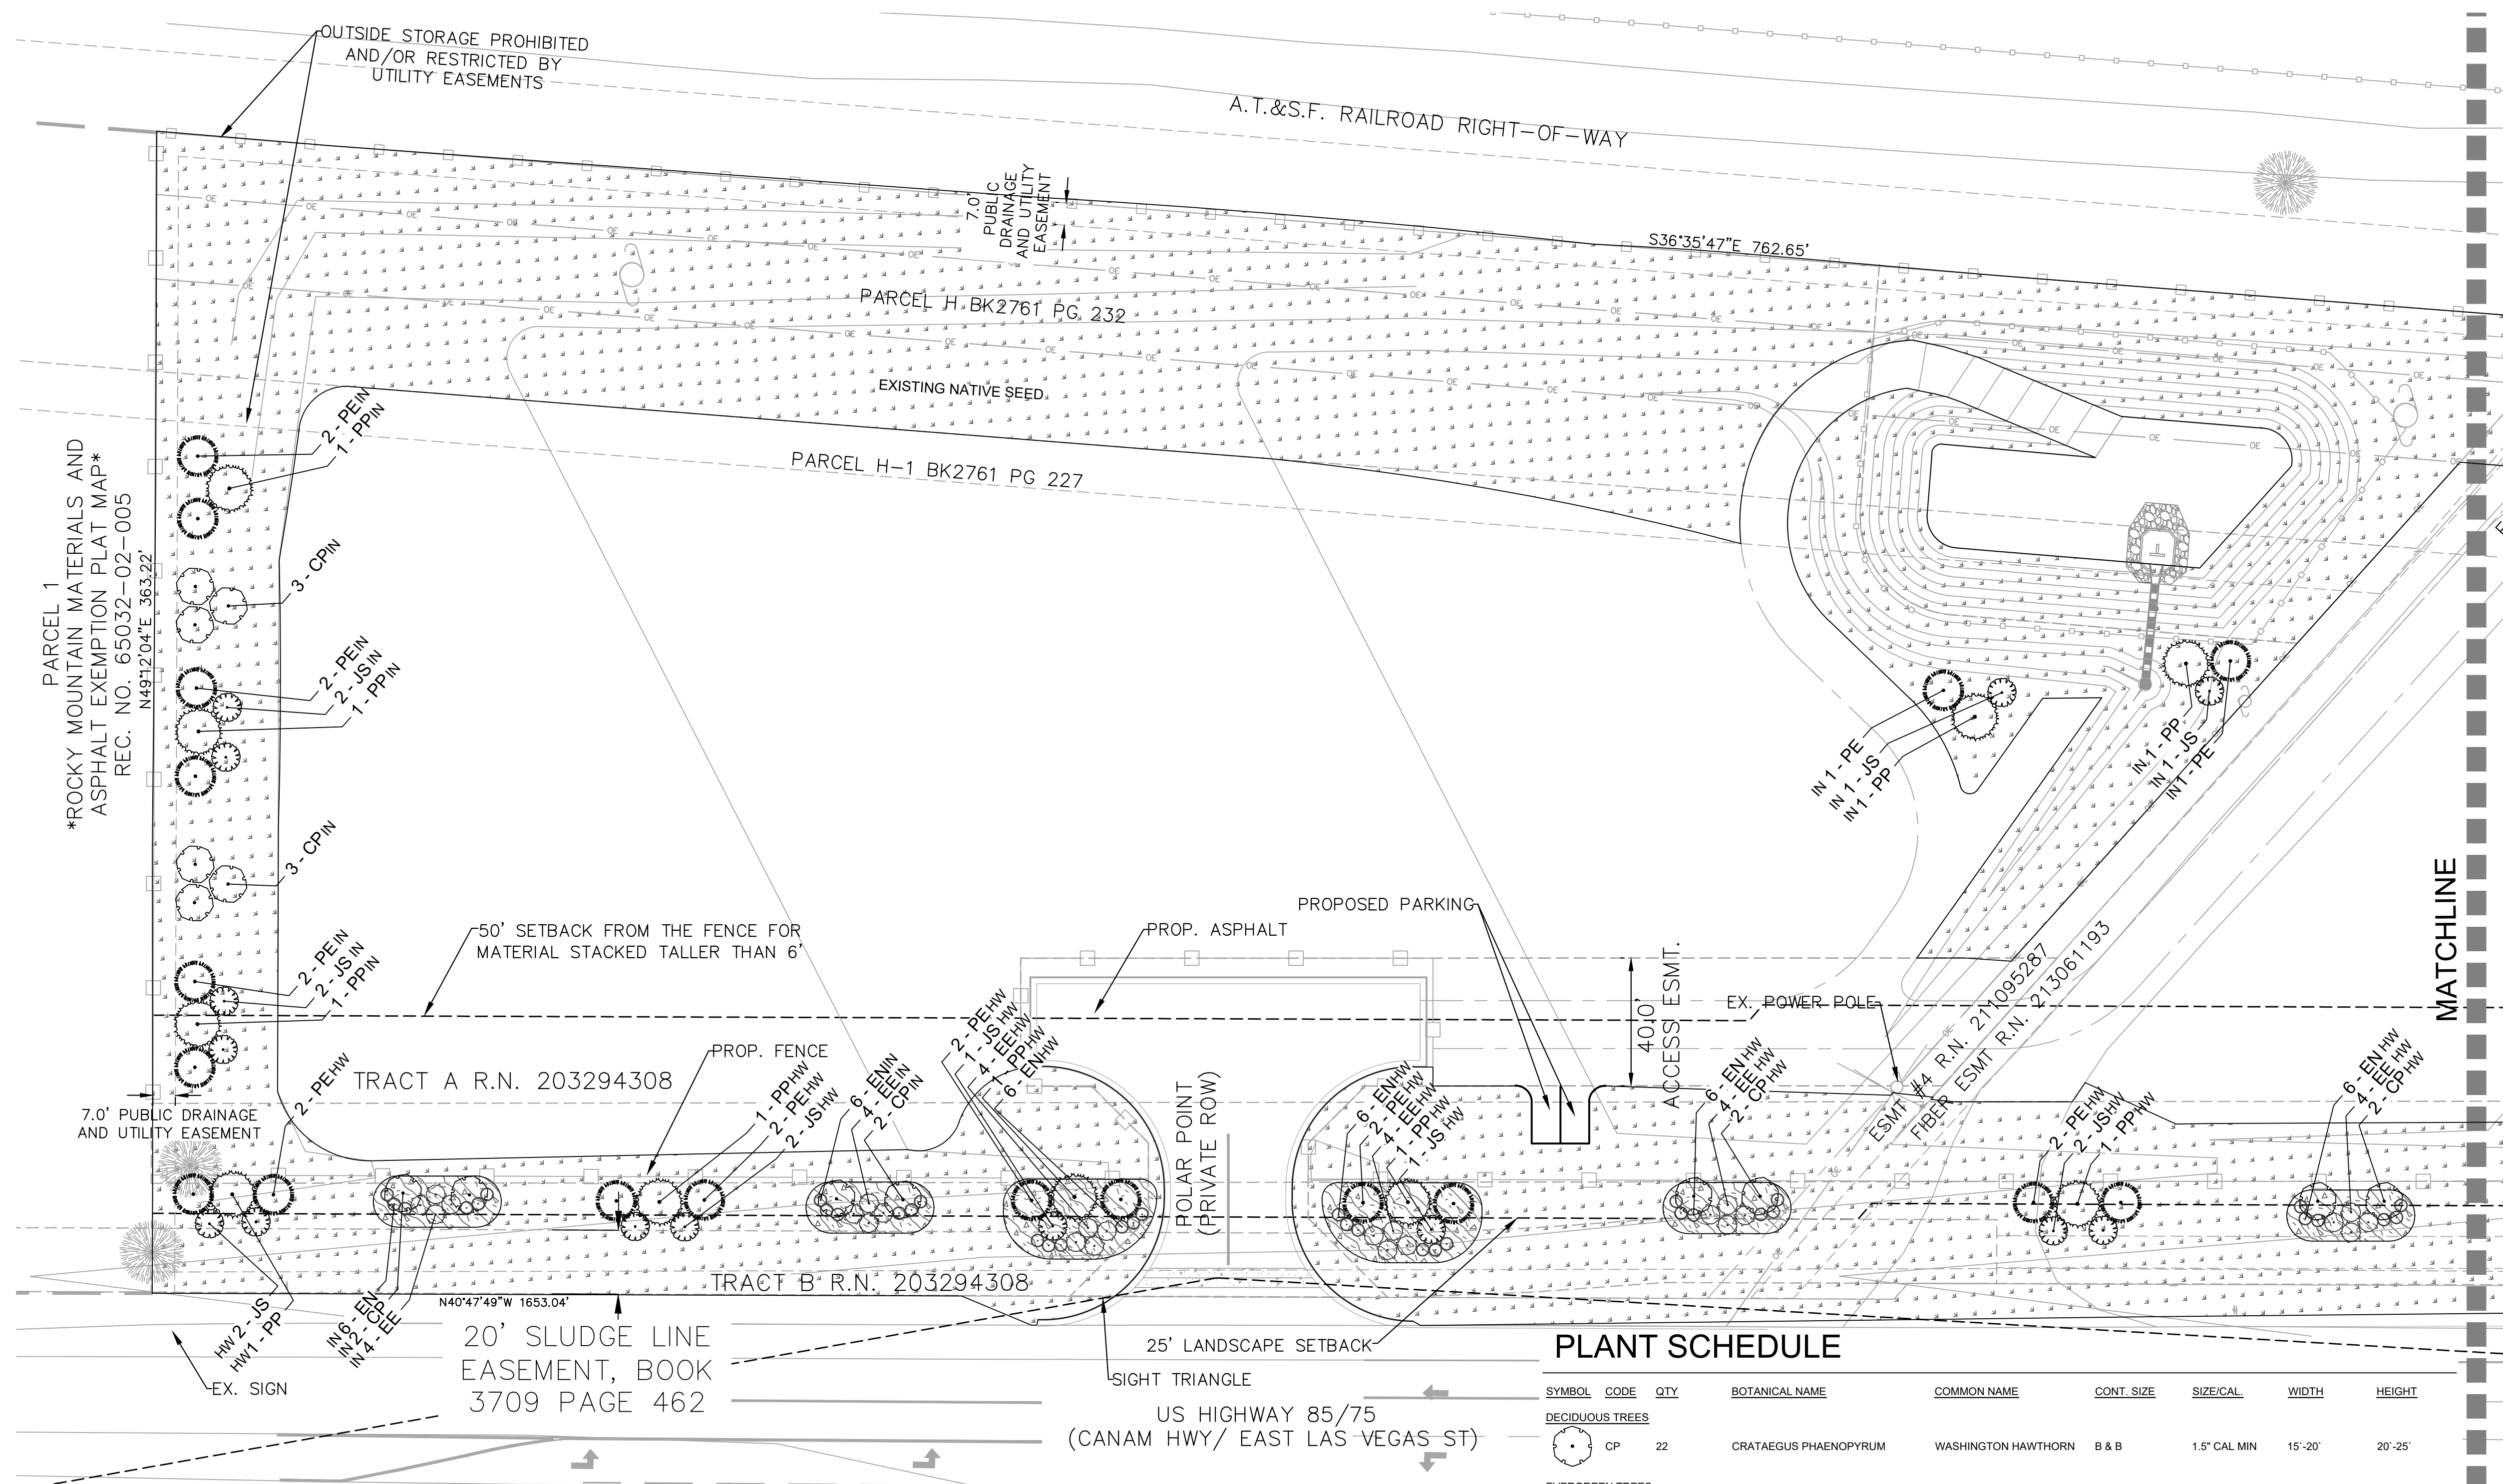 OUTSIDE STORAGE PROHIBITED
AND/OR RESTRICTED BY
UTILITY EASEMENTS
A.T.&S.F. RAILROAD RIGHT-OF-WAY
7.0'
PUBLIC
DRAINAGE
AND UTILITY
EASEMENT
S36°35'47"E 762.65'
PARCEL H BK2761 PG 232
EXISTING NATIVE SEED
PARCEL H-1 BK2761 PG 227
PARCEL 1
*ROCKY MOUNTAIN MATERIALS AND
ASPHALT EXEMPTION PLAT MAP*
REC. NO. 65032-02-005
N49°12'04"E 363.22'
2 - PE IN
1 - PP IN
3 - CP IN
2 - PE IN
2 - JS IN
1 - PP IN
3 - CP IN
2 - PE IN
2 - JS IN
1 - PP IN
IN 1 - PE
IN 1 - JS
IN 1 - PP
IN 1 - PP
IN 1 - JS
IN 1 - PE
MATCHLINE
50' SETBACK FROM THE FENCE FOR
MATERIAL STACKED TALLER THAN 6'
PROP. ASPHALT
PROPOSED PARKING
40.0'
ACCESS ESMT.
EX. POWER POLE
ESMT #4 R.N. 211095287
FIBER ESMT R.N. 213061193
PROP. FENCE
TRACT A R.N. 203294308
7.0' PUBLIC DRAINAGE
AND UTILITY EASEMENT
2 - PE HW
1 - PP HW
2 - PE HW
2 - JS HW
6 - EN IN
4 - EE IN
2 - CP IN
2 - PE HW
1 - JS HW
4 - EE HW
1 - PP HW
6 - EN HW
POLAR POINT
(PRIVATE ROW)
6 - EN HW
2 - PE HW
4 - EE HW
1 - PP HW
1 - JS HW
6 - EN HW
4 - EE HW
2 - CP HW
2 - PE HW
2 - JS HW
1 - PP HW
6 - EN HW
4 - EE HW
2 - CP HW
HW 2 - JS
HW 1 - PP
IN 6 - EN
IN 2 - CP
IN 4 - EE
TRACT B R.N. 203294308
N40°47'49"W 1653.04'
20' SLUDGE LINE
EASEMENT, BOOK
3709 PAGE 462
EX. SIGN
25' LANDSCAPE SETBACK
SIGHT TRIANGLE
US HIGHWAY 85/75
(CANAM HWY/ EAST LAS VEGAS ST)
PLANT SCHEDULE
SYMBOL CODE QTY BOTANICAL NAME COMMON NAME CONT. SIZE SIZE/CAL. WIDTH HEIGHT
DECIDUOUS TREES
CP 22 CRATAEGUS PHAENOPYRUM WASHINGTON HAWTHORN B & B 1.5" CAL MIN 15`-20` 20`-25`